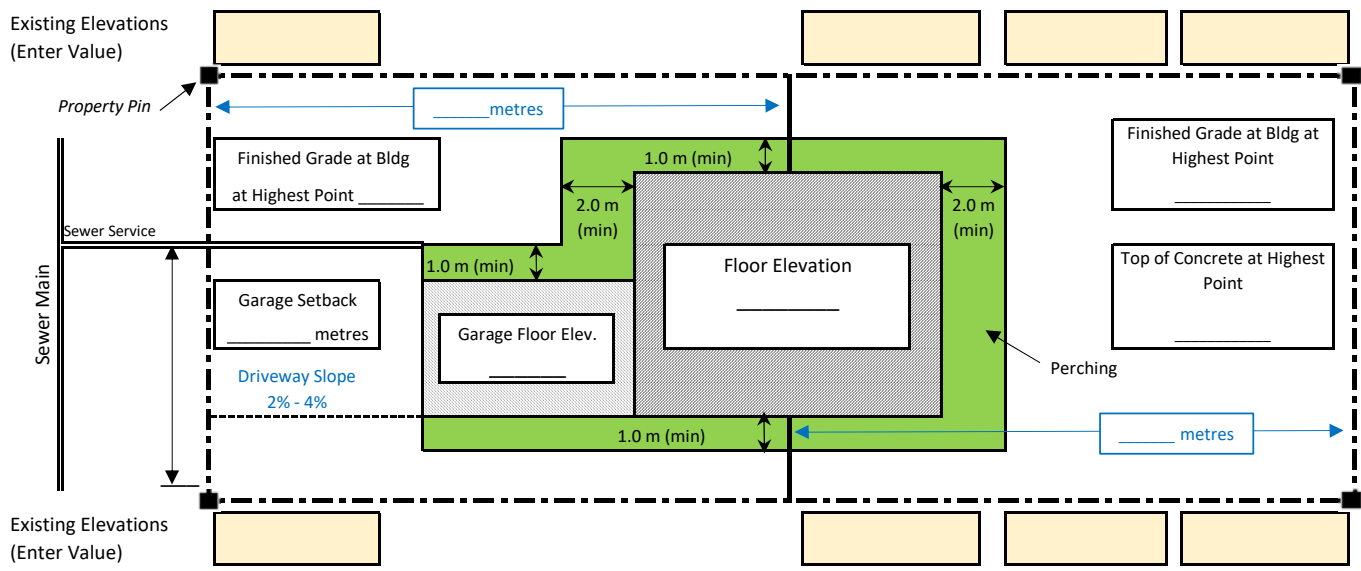 Existing Elevations
(Enter Value)
Property Pin
______metres
Finished Grade at Bldg
at Highest Point ________
1.0 m (min)
Finished Grade at Bldg at
Highest Point
____________
2.0 m
(min)
2.0 m
(min)
Sewer Service
Sewer Main
1.0 m (min)
Floor Elevation
__________
Top of Concrete at Highest
Point
____________
Garage Setback
__________ metres
Garage Floor Elev.
_________
Perching
Driveway Slope
2% - 4%
1.0 m (min)
______ metres
Existing Elevations
(Enter Value)